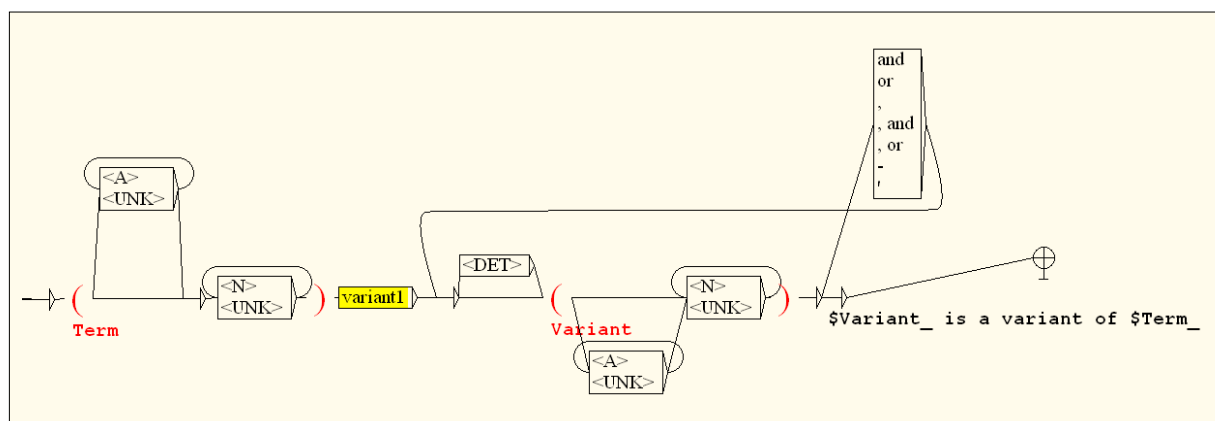 and
or
,
, and
, or
-
'
<A>
<UNK>
<DET>
<N>
<UNK>
(
)
variant1
(
<N>
<UNK>
)
Term
Variant
$Variant_ is a variant of $Term_
<A>
<UNK>